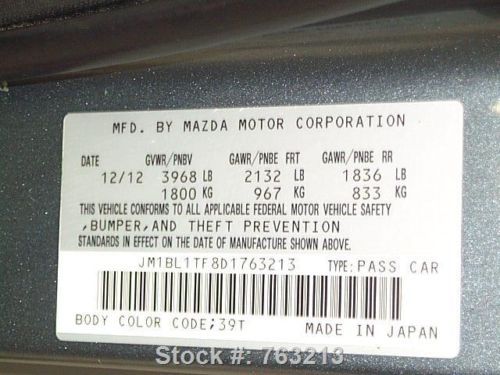 MFD. BY MAZDA MOTOR CORPORATION
DATE GVWR/PNBV GAWR/PNBE FRT GAWR/PNBE RR
12/12 3968 LB 2132 LB 1836 LB
1800 KG 967 KG 833 KG
THIS VEHICLE CONFORMS TO ALL APPLICABLE FEDERAL MOTOR VEHICLE SAFETY
,BUMPER,AND THEFT PREVENTION
STANDARDS IN EFFECT ON THE DATE OF MANUFACTURE SHOWN ABOVE.
JM1BL1TF8D1763213 TYPE:PASS CAR
BODY COLOR CODE;39T MADE IN JAPAN
Stock #: 763213